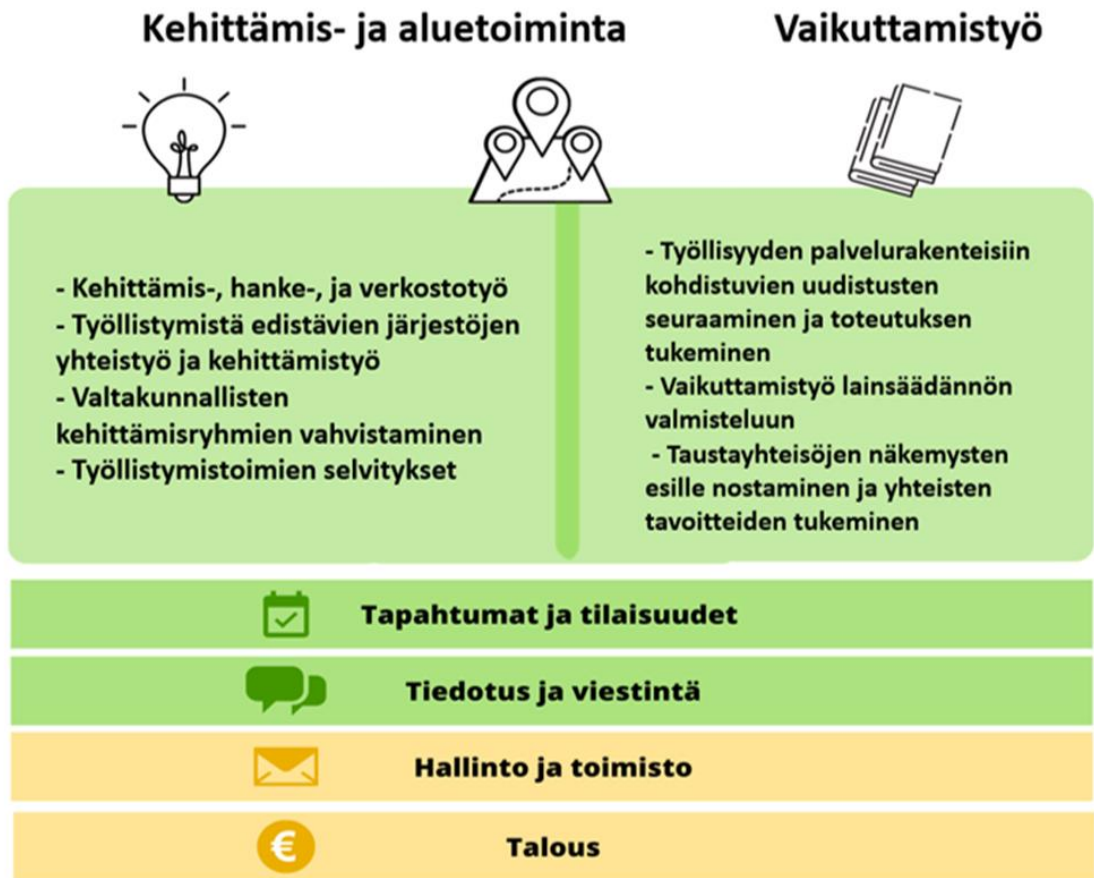 Kehittämis- ja aluetoiminta
Vaikuttamistyö
- Kehittämis-, hanke-, ja verkostotyö
- Työllistymistä edistävien järjestöjen
yhteistyö ja kehittämistyö
- Valtakunnallisten
kehittämisryhmien vahvistaminen
- Työllistymistoimien selvitykset
- Työllisyyden palvelurakenteisiin
kohdistuvien uudistusten
seuraaminen ja toteutuksen
tukeminen
- Vaikuttamistyö lainsäädännön
valmisteluun
- Taustayhteisöjen näkemysten
esille nostaminen ja yhteisten
tavoitteiden tukeminen
Tapahtumat ja tilaisuudet
Tiedotus ja viestintä
Hallinto ja toimisto
€ Talous